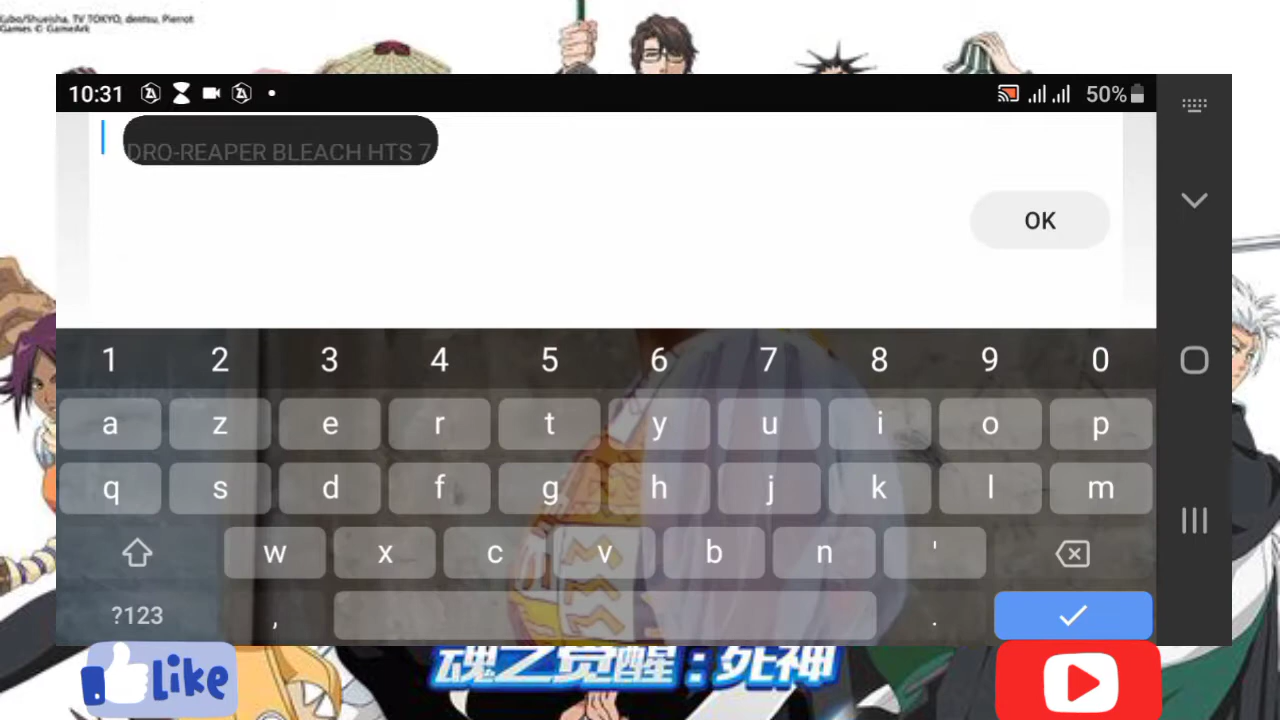 Kubo/Shueisha, TV TOKYO, dentsu, Pierrot
Games © GameArk
10:31
50%
DRO-REAPER BLEACH HTS 7
OK
1 2 3 4 5 6 7 8 9 0
a z e r t y u i o p
q s d f g h j k l m
w x c v b n '
?123 , .
like
魂之觉醒:死神